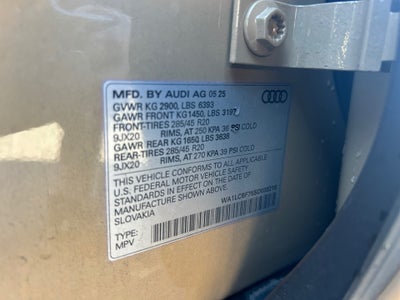 MFD. BY AUDI AG 05 25
GVWR KG 2900, LBS 6393
GAWR FRONT KG1450, LBS 3197
FRONT-TIRES 285/45 R20
9JX20 RIMS, AT 250 KPA 36 PSI COLD
GAWR REAR KG1650 LBS 3638
REAR-TIRES 285/45 R20
9JX20 RIMS, AT 270 KPA 39 PSI COLD
THIS VEHICLE CONFORMS TO ALL APPLICABLE
U.S. FEDERAL MOTOR VEHICLE SAFETY
STANDARDS IN EFFECT ON THE DATE OF
MANUFACTURE SHOWN ABOVE.
SLOVAKIA
TYPE:
MPV